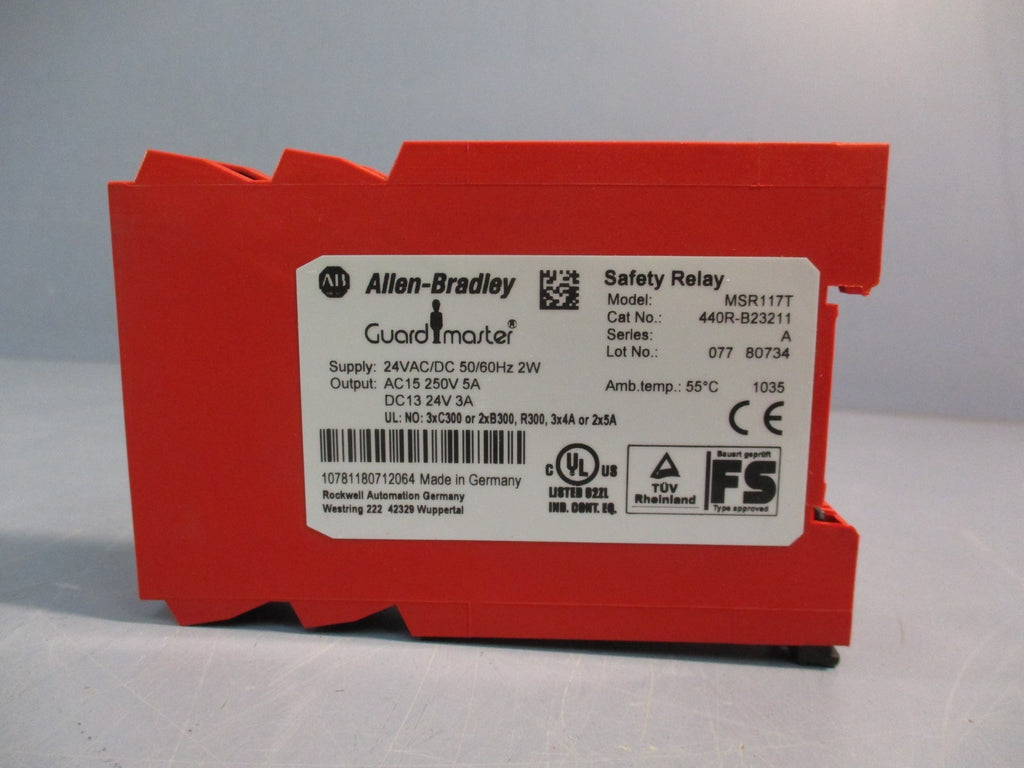 AB Allen-Bradley
Guardmaster®
Supply: 24VAC/DC 50/60Hz 2W
Output: AC15 250V 5A
DC13 24V 3A
UL: NO: 3xC300 or 2xB300, R300, 3x4A or 2x5A
10781180712064 Made in Germany
Rockwell Automation Germany
Westring 222 42329 Wuppertal
Safety Relay
Model: MSR117T
Cat No.: 440R-B23211
Series: A
Lot No.: 077 80734
Amb.temp.: 55°C 1035
CE
C UL US
LISTED 62ZL
IND. CONT. EQ.
TÜV
Rheinland
Bauart geprüft
FS
Type approved